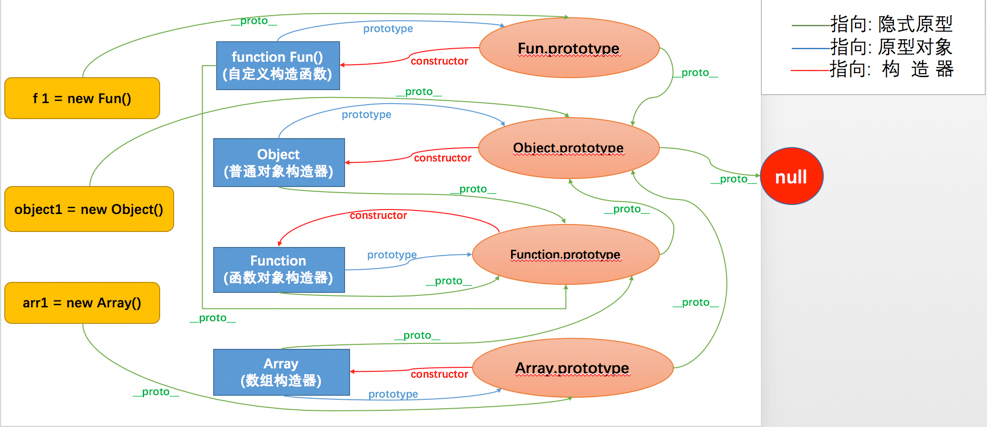 __proto__
prototype
function Fun()
(自定义构造函数)
constructor
Fun.prototype
指向: 隐式原型
指向: 原型对象
指向: 构 造 器
__proto__
f 1 = new Fun()
__proto__
prototype
Object
(普通对象构造器)
constructor
Object.prototype
__proto__
null
object1 = new Object()
__proto__
__proto__
constructor
Function
(函数对象构造器)
prototype
Function.prototype
__proto__
arr1 = new Array()
__proto__
__proto__
__proto__
Array
(数组构造器)
constructor
Array.prototype
prototype
__proto__